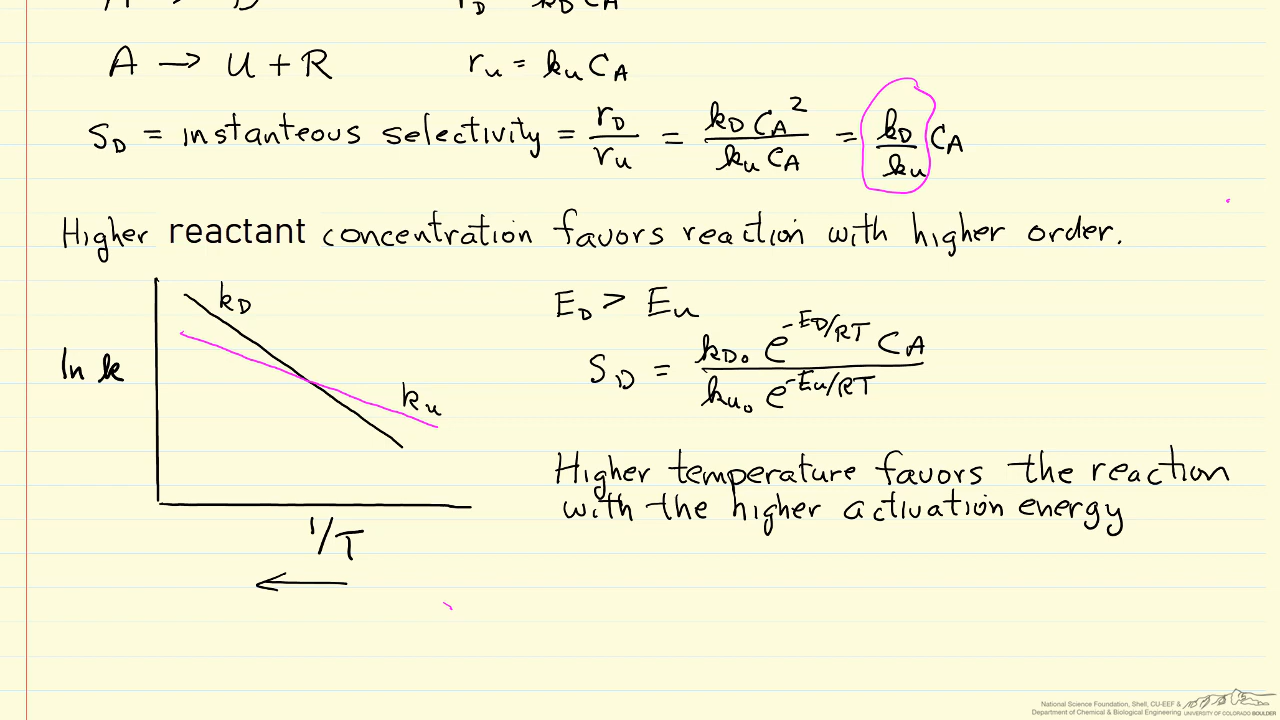 A → U + R    r_u = k_u C_A
S_D = instanteous selectivity = r_D / r_u = k_D C_A^2 / k_u C_A = k_D / k_u C_A
Higher reactant concentration favors reaction with higher order.
k_D
E_D > E_u
ln k
S_D = k_D₀ e^-E_D/RT C_A / k_u₀ e^-E_u/RT
k_u
Higher temperature favors the reaction
with the higher activation energy
1/T
←
National Science Foundation, Shell, CU-EEF &
Department of Chemical & Biological Engineering
UNIVERSITY OF COLORADO BOULDER